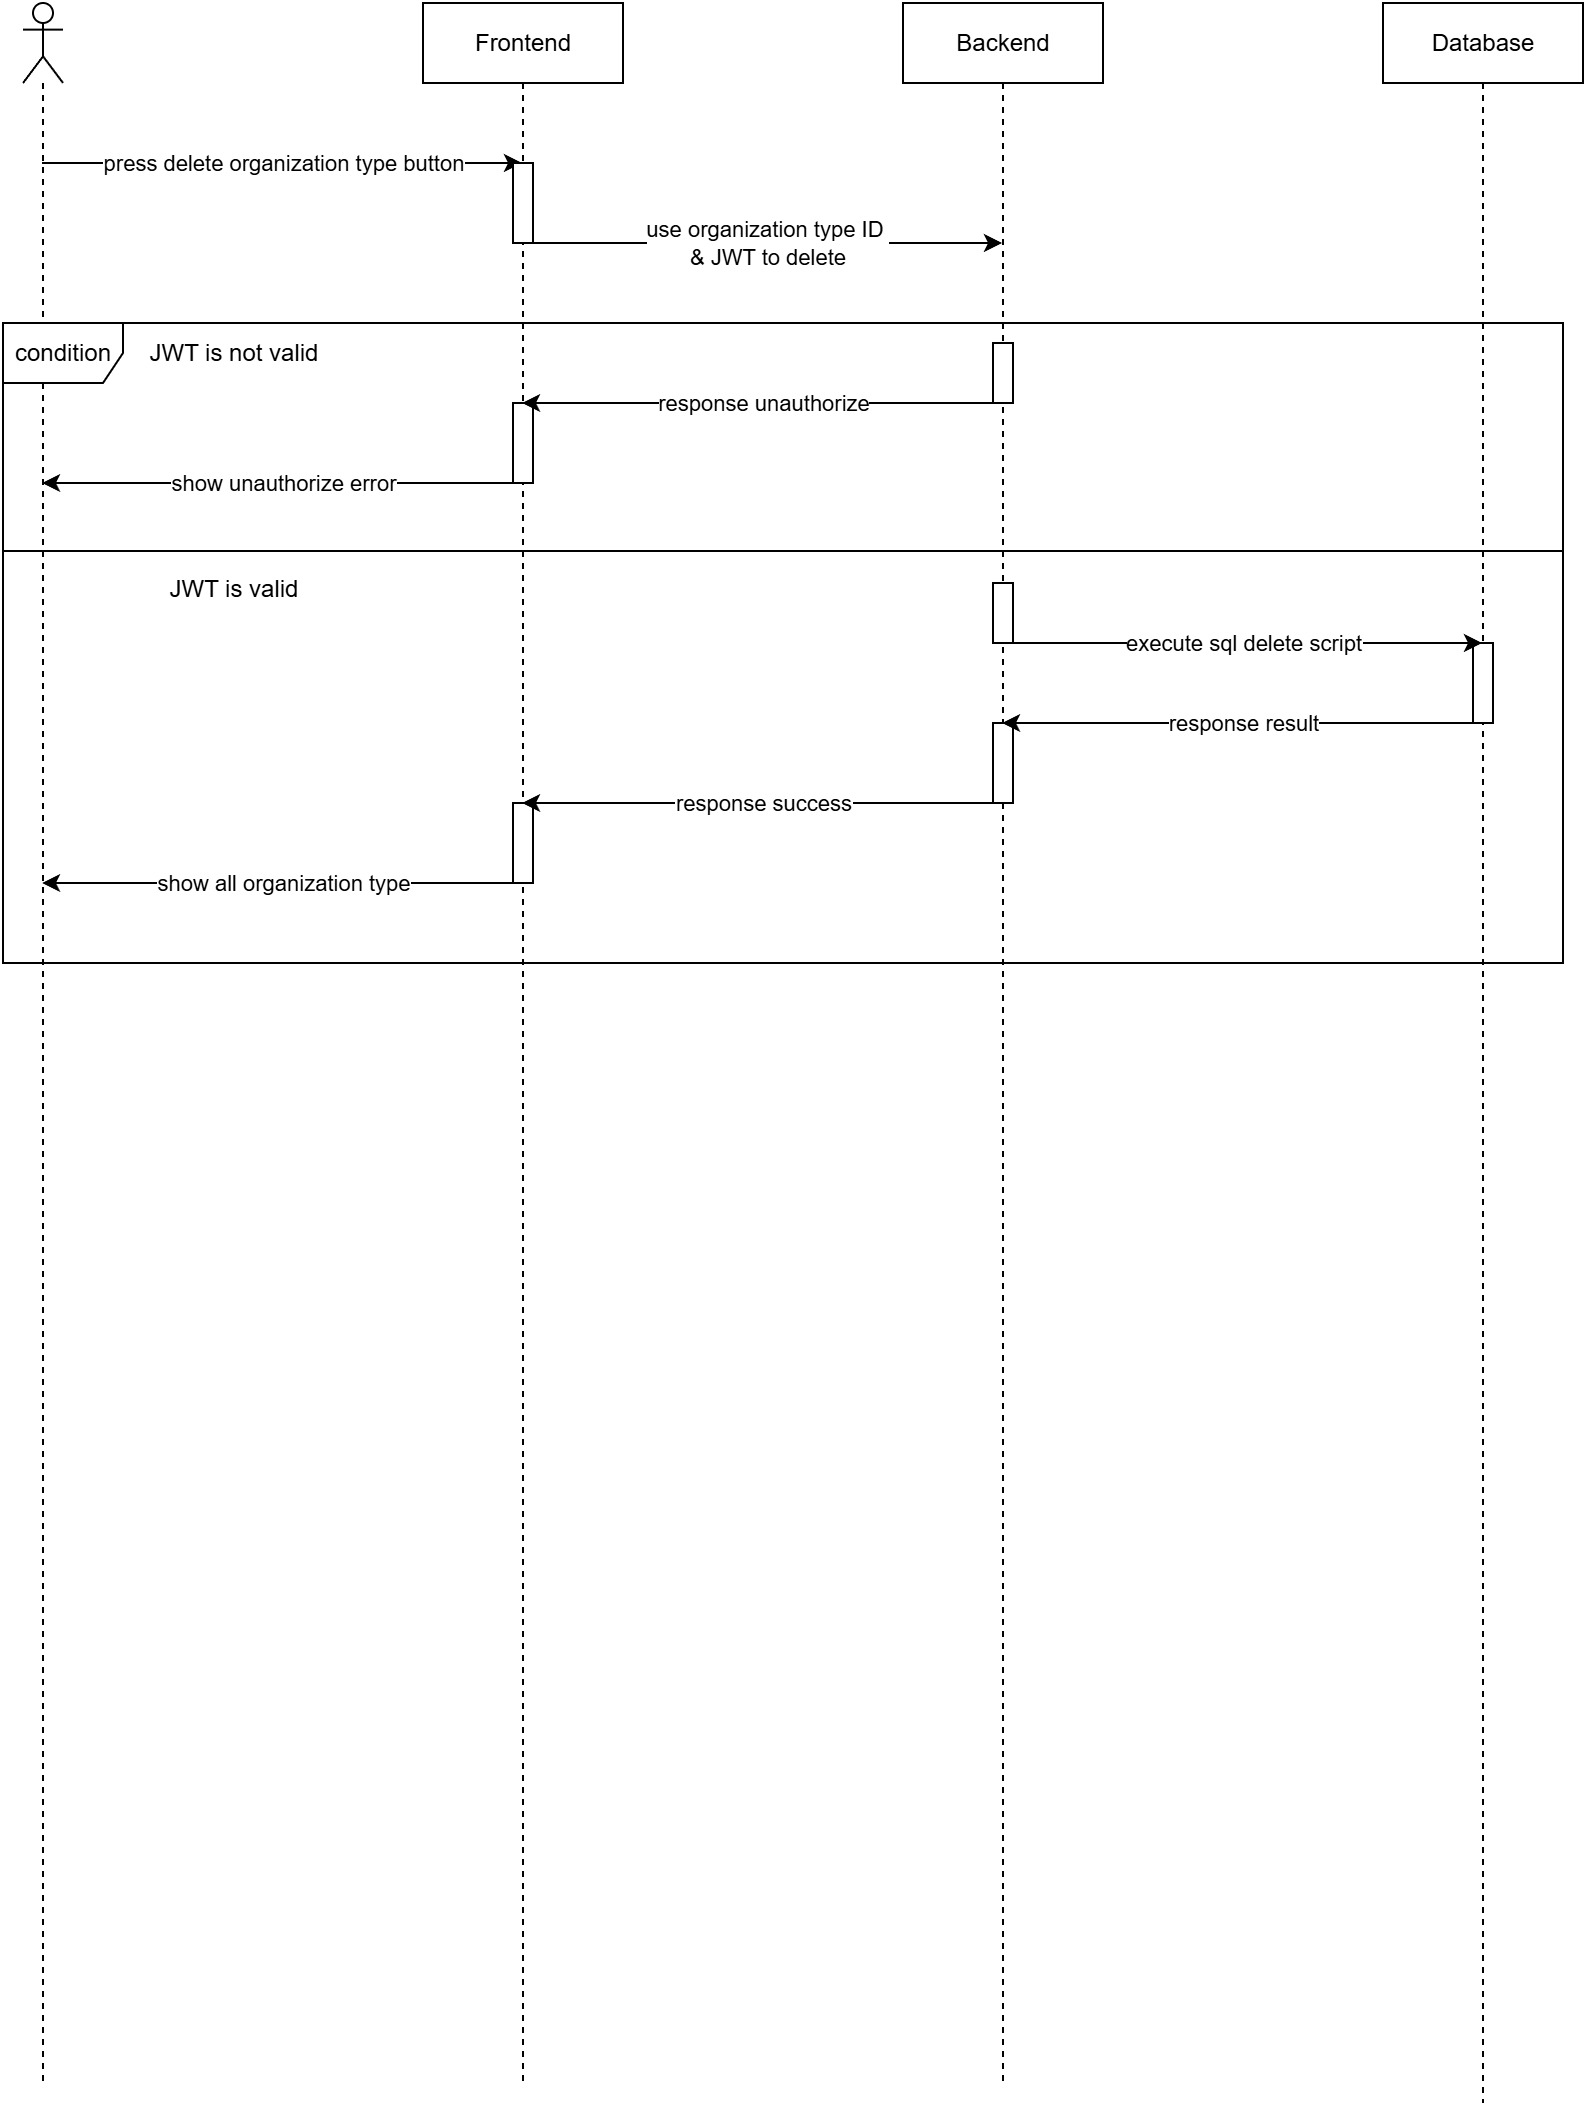 Frontend
Backend
Database
press delete organization type button
use organization type ID
& JWT to delete
condition
JWT is not valid
response unauthorize
show unauthorize error
JWT is valid
execute sql delete script
response result
response success
show all organization type